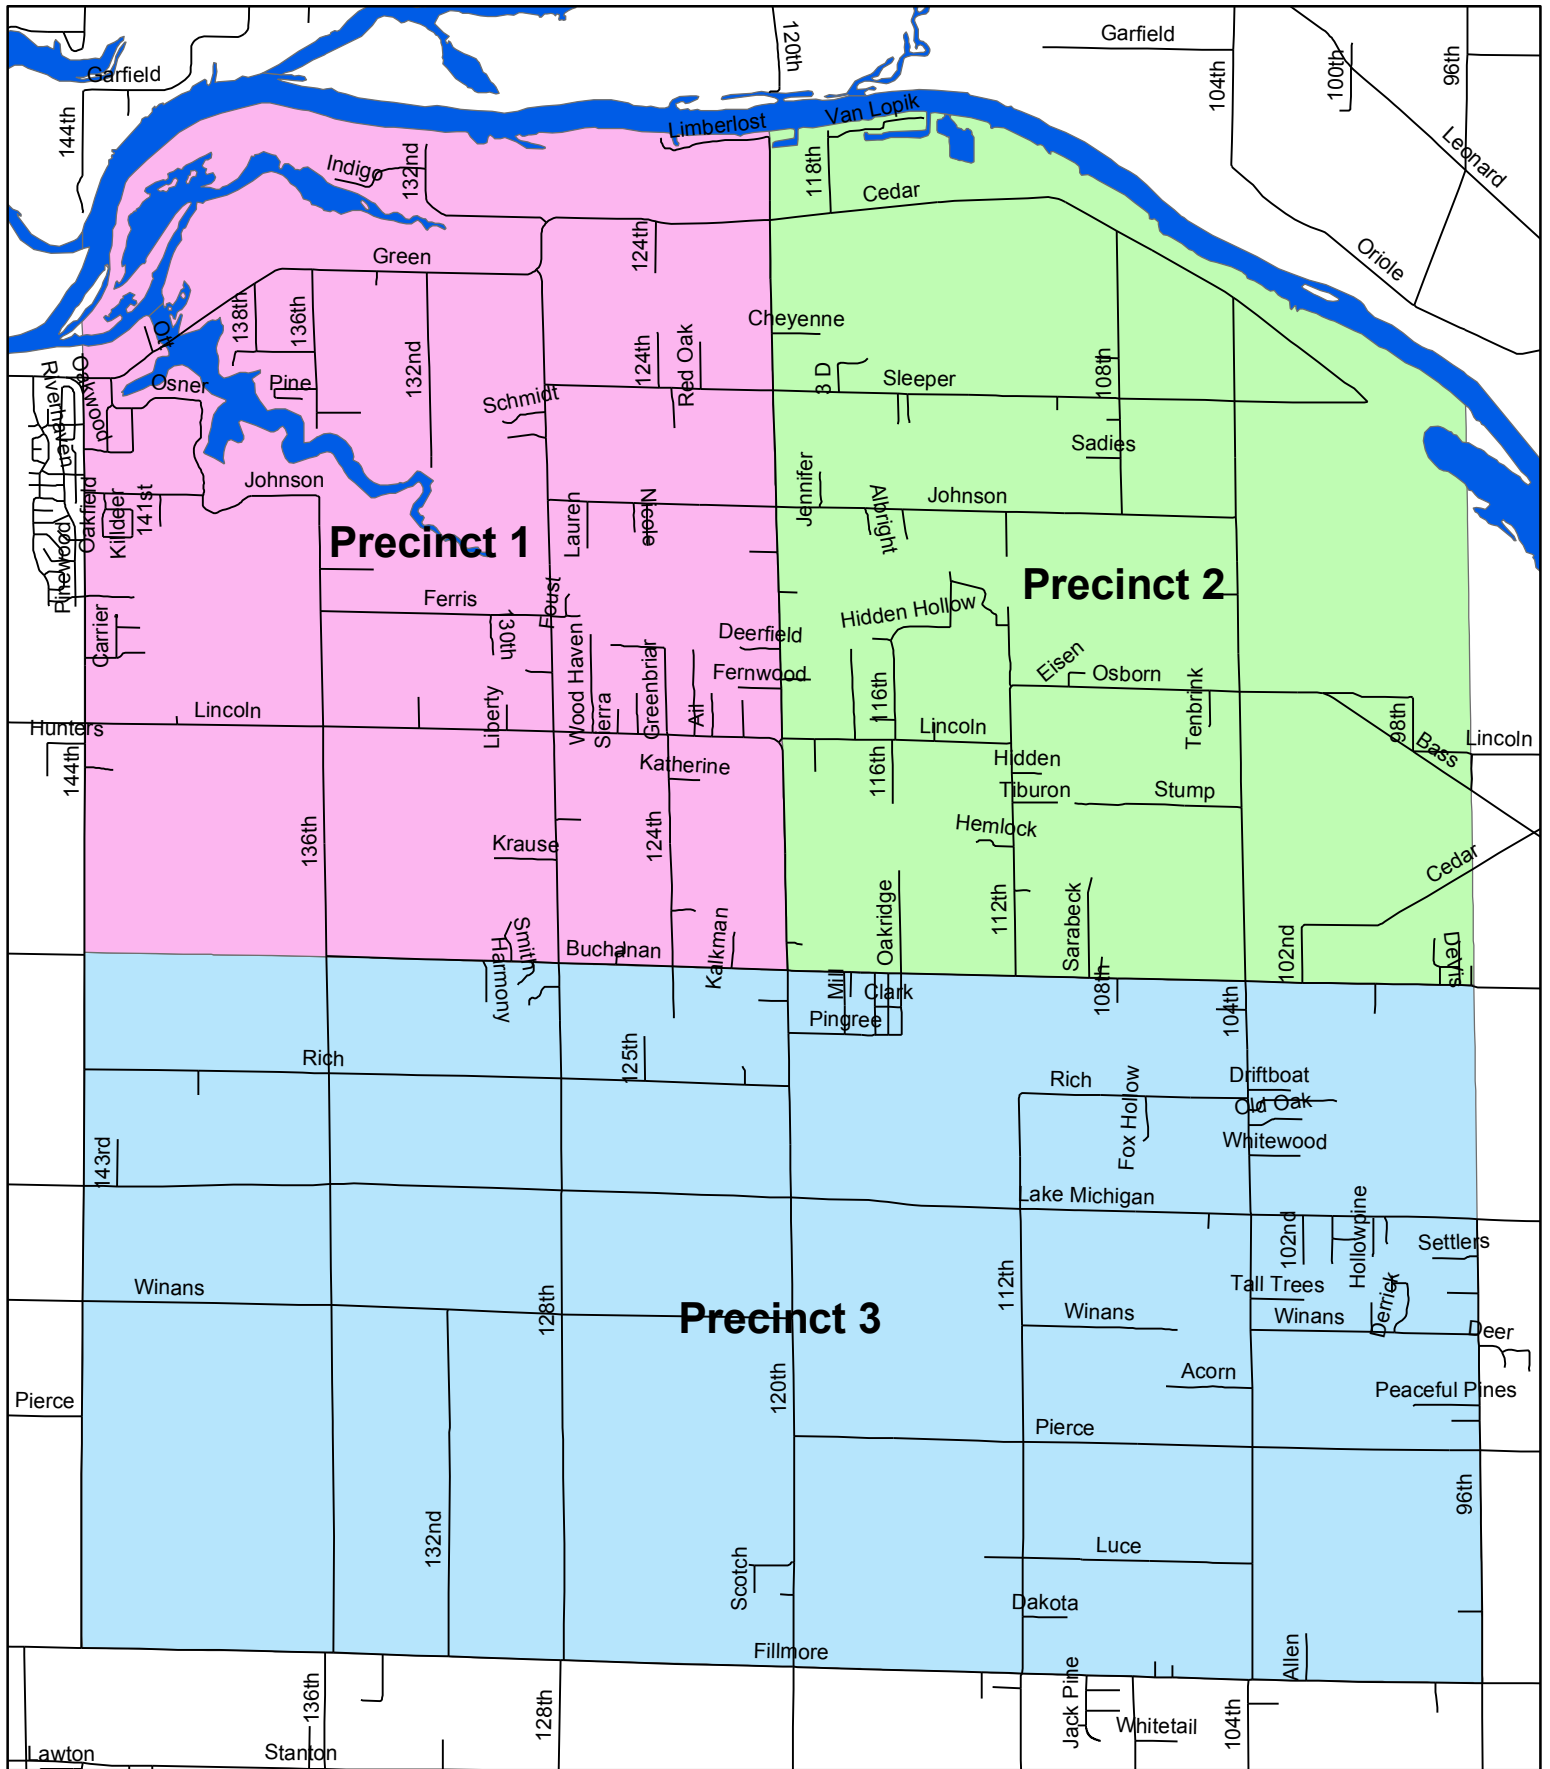 120th
Garfield
104th
100th
96th
Garfield
144th
Leonard
Limberlost
Van Lopik
Indigo
132nd
118th
Cedar
Oriole
124th
Green
138th
136th
Ott
Cheyenne
124th
Red Oak
132nd
108th
3 D
Sleeper
Riverhaven
Oakwood
Osner
Pine
Schmidt
Sadies
Jennifer
Johnson
Johnson
Albright
Oakfield
Killdeer
141st
Lauren
Nicole
Pinewood
Precinct 1
Precinct 2
Ferris
Foust
130th
Hidden Hollow
Carrier
Deerfield
Fernwood
Wood Haven
Greenbriar
Eisen
Osborn
116th
Tenbrink
Liberty
Sierra
Ail
Lincoln
Lincoln
98th
Bass
Lincoln
Hunters
144th
Katherine
116th
Hidden
Tiburon
Stump
136th
Krause
124th
Hemlock
Cedar
Oakridge
112th
Sarabeck
Smith
Harmony
Buchanan
Kalkman
102nd
Devis
Mill
Clark
108th
104th
Pingree
125th
Rich
Rich
Fox Hollow
Driftboat
Old Oak
Whitewood
143rd
Lake Michigan
102nd
Hollowpine
Settlers
Winans
128th
Precinct 3
112th
Tall Trees
Derrick
Winans
Winans
Deer
120th
Acorn
Peaceful Pines
Pierce
Pierce
96th
132nd
Luce
Scotch
Dakota
Fillmore
Allen
136th
128th
Jack Pine
Whitetail
104th
Lawton
Stanton